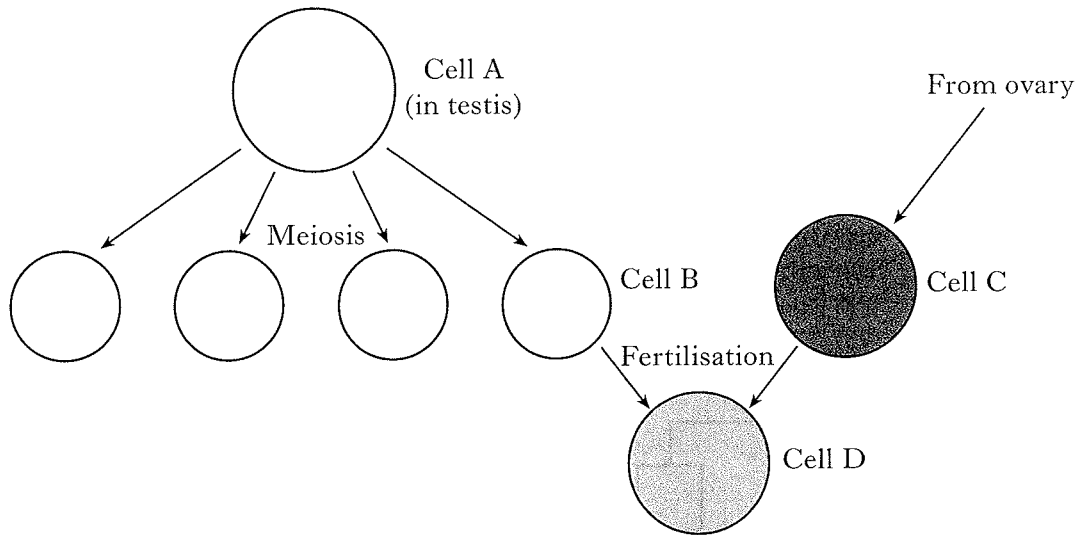 Cell A
(in testis)
From ovary
Meiosis
Cell B
Cell C
Fertilisation
Cell D